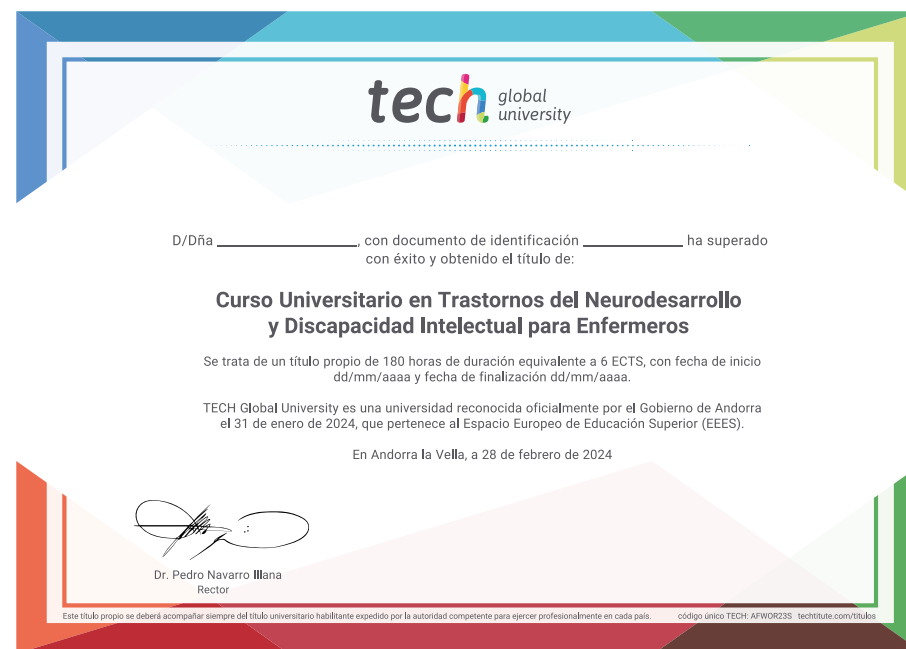 tech global
university
D/Dña ____________________, con documento de identificación ______________ ha superado
con éxito y obtenido el título de:
Curso Universitario en Trastornos del Neurodesarrollo
y Discapacidad Intelectual para Enfermeros
Se trata de un título propio de 180 horas de duración equivalente a 6 ECTS, con fecha de inicio
dd/mm/aaaa y fecha de finalización dd/mm/aaaa.
TECH Global University es una universidad reconocida oficialmente por el Gobierno de Andorra
el 31 de enero de 2024, que pertenece al Espacio Europeo de Educación Superior (EEES).
En Andorra la Vella, a 28 de febrero de 2024
Dr. Pedro Navarro Illana
Rector
Este título propio se deberá acompañar siempre del título universitario habilitante expedido por la autoridad competente para ejercer profesionalmente en cada país. código único TECH: AFWOR23S techtitute.com/titulos